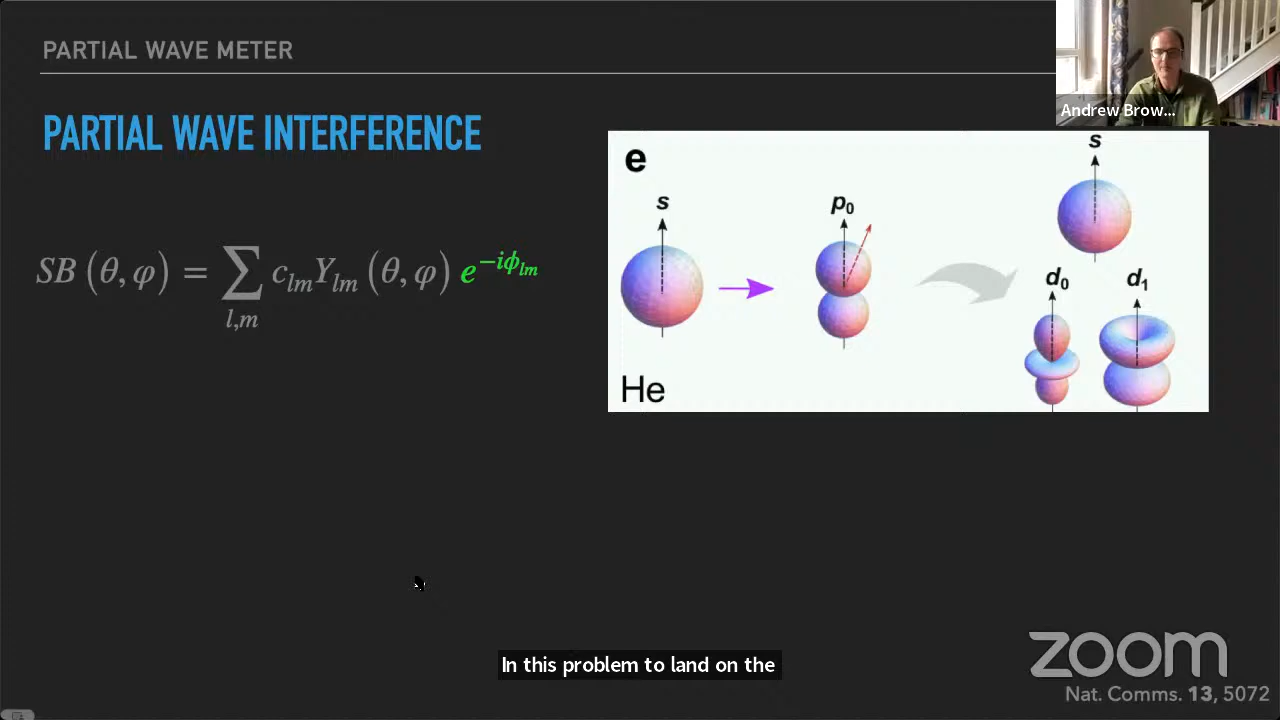 PARTIAL WAVE METER
Andrew Brow...
PARTIAL WAVE INTERFERENCE
SB (θ, φ) = ∑ c_lm Y_lm (θ, φ) e^−iϕ_lm
l,m
e
s
p₀
s
d₀
d₁
He
In this problem to land on the
zoom
Nat. Comms. 13, 5072